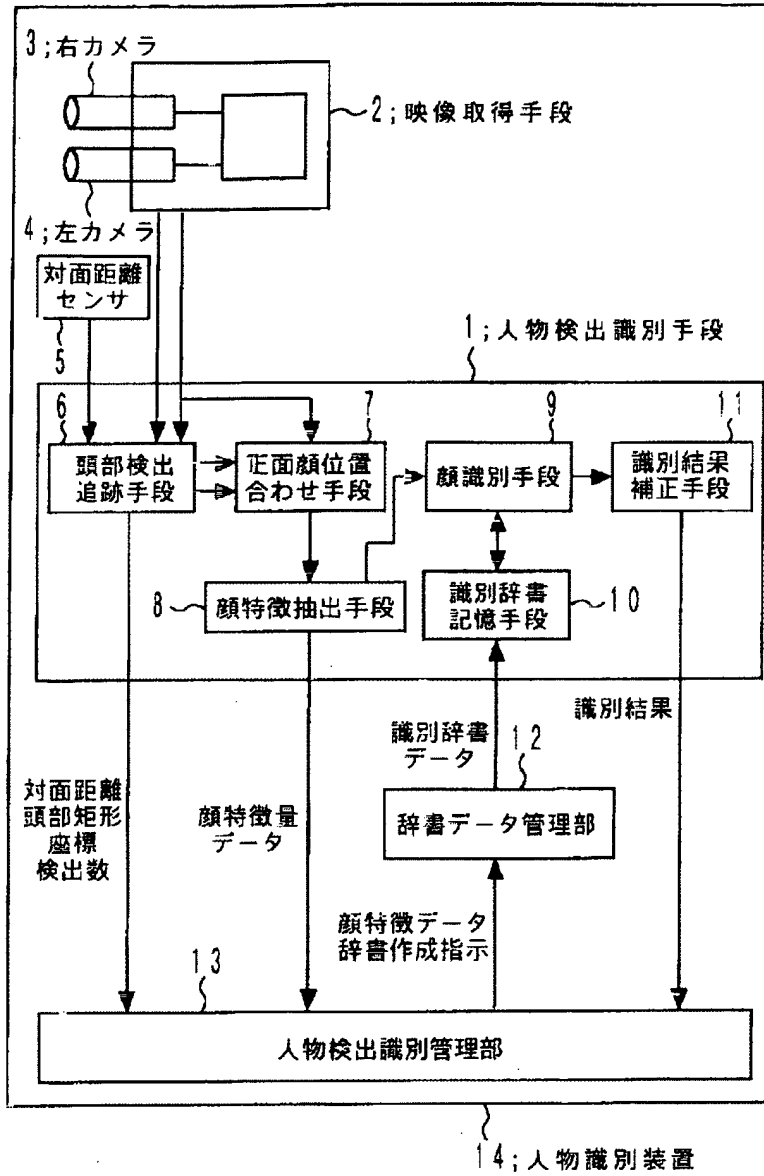 3;右カメラ
2;映像取得手段
4;左カメラ
対面距離
センサ
5
1;人物検出識別手段
6
7
9
11
頭部検出
追跡手段
正面顔位置
合わせ手段
顔識別手段
識別結果
補正手段
8
顔特徴抽出手段
識別辞書
記憶手段
10
識別結果
識別辞書
データ
12
対面距離
頭部矩形
座標
検出数
顔特徴量
データ
辞書データ管理部
顔特徴データ
辞書作成指示
13
人物検出識別管理部
14;人物識別装置